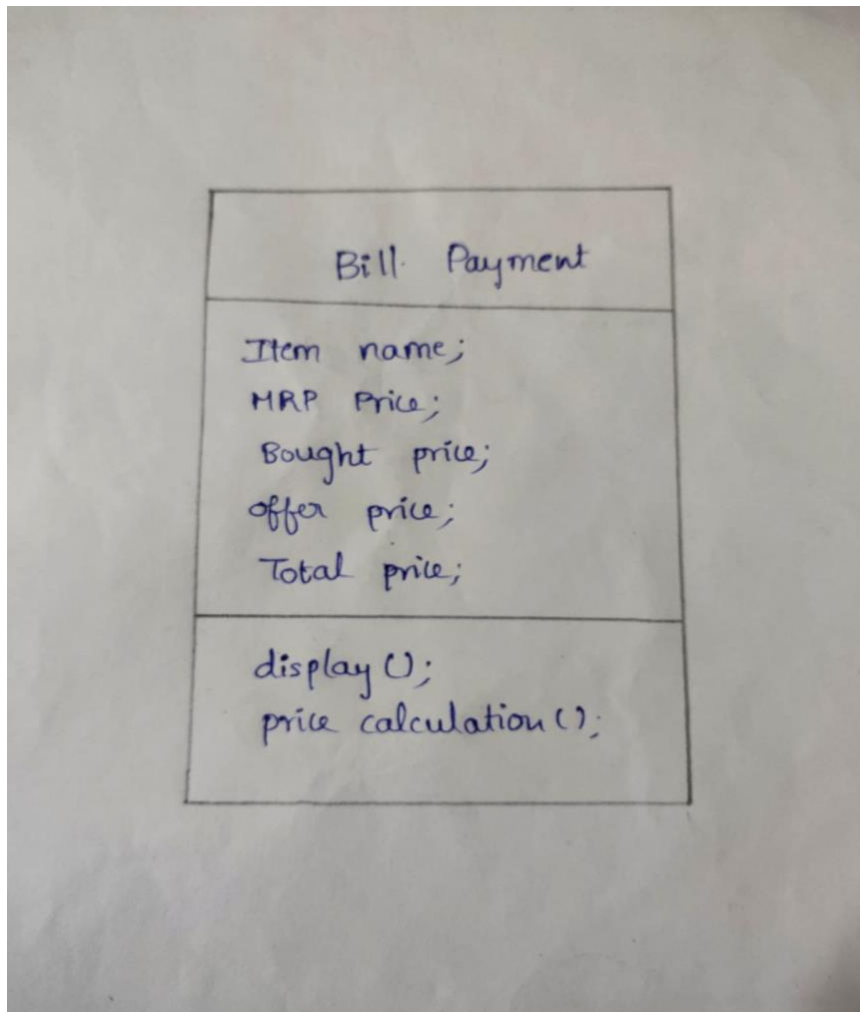 Bill. Payment
Item name;
MRP Price;
Bought price;
offer price;
Total price;
display ();
price calculation ();